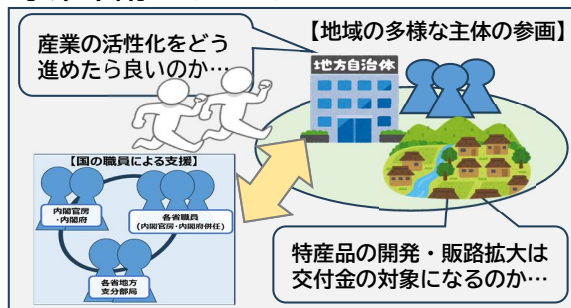 産業の活性化をどう
進めたら良いのか…
【地域の多様な主体の参画】
地方自治体
【国の職員による支援】
内閣官房
・内閣府
各省職員
(内閣官房・内閣府併任)
各省地方
支分部局
特産品の開発・販路拡大は
交付金の対象になるのか…